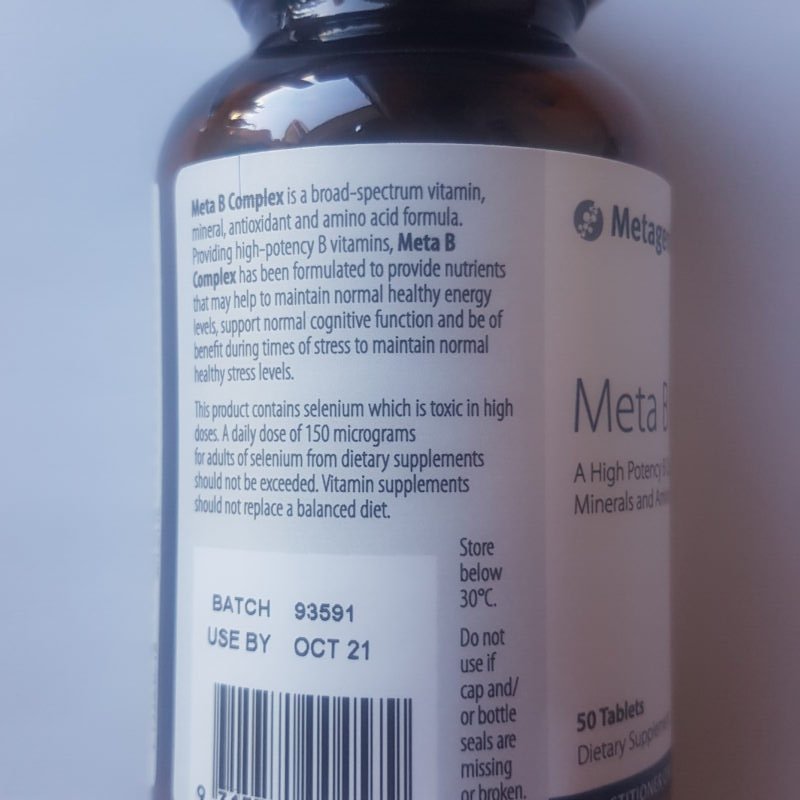 Meta B Complex is a broad-spectrum vitamin,
mineral, antioxidant and amino acid formula.
Providing high-potency B vitamins, Meta B
Complex has been formulated to provide nutrients
that may help to maintain normal healthy energy
levels, support normal cognitive function and be of
benefit during times of stress to maintain normal
healthy stress levels.
This product contains selenium which is toxic in high
doses. A daily dose of 150 micrograms
for adults of selenium from dietary supplements
should not be exceeded. Vitamin supplements
should not replace a balanced diet.
BATCH 93591
USE BY OCT 21
Store
below
30°C.
Do not
use if
cap and/
or bottle
seals are
missing
or broken.
Meta B
A High Potency B
Minerals and
50 Tablets
Dietary